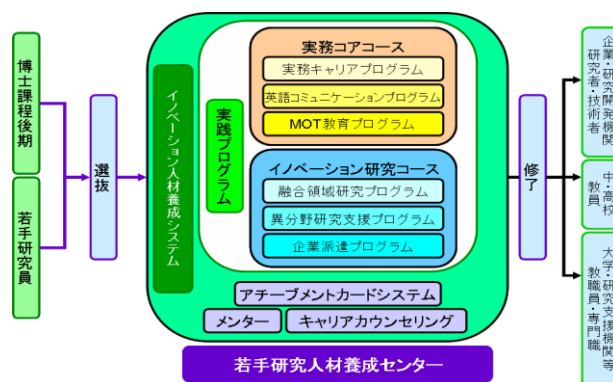 博士課程後期
若手研究員
選抜
イノベーション人材養成システム
実践プログラム
実務コアコース
実務キャリアプログラム
英語コミュニケーションプログラム
MOT教育プログラム
イノベーション研究コース
融合領域研究プログラム
異分野研究支援プログラム
企業派遣プログラム
アチーブメントカードシステム
メンター
キャリアカウンセリング
若手研究人材養成センター
修了
企業・研究開発機関
研究者・技術者
中・高校
教員
大学・研究支援機関等
教職員・専門職